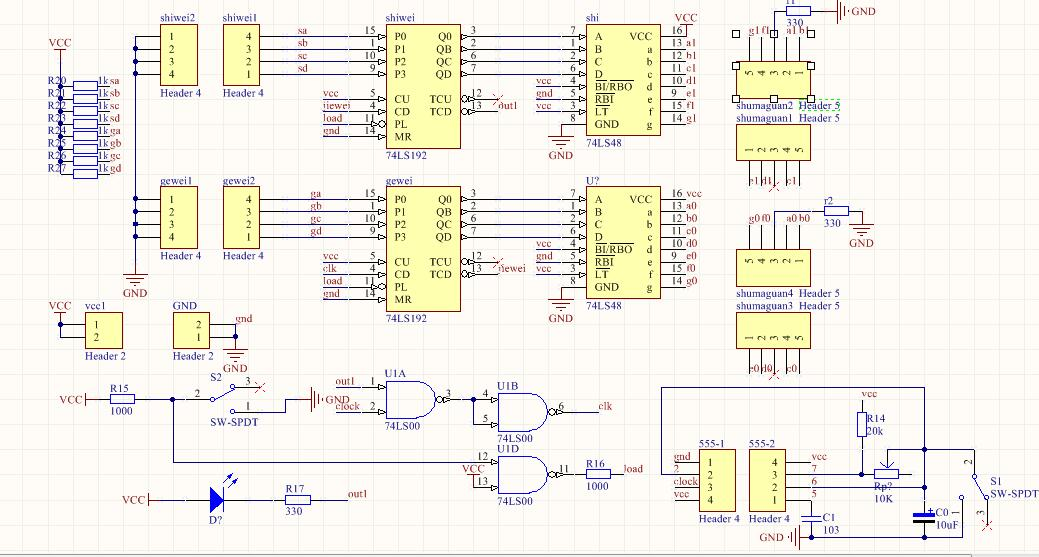 GND
330
shiwei2
shiwei1
shiwei
shi
VCC
VCC
1
2
3
4
Header 4
4
3
2
1
Header 4
sa
sb
sc
sd
15
1
10
9
P0
P1
P2
P3
Q0
Q1
Q2
Q3
QD
3
2
6
7
CU
CD
PL
MR
TCU
TCD
vcc
load
gnd
5
4
11
14
12
13
out1
74LS192
7
1
2
6
A
B
C
D
BI/RBO
RBI
LT
GND
VCC
a
b
c
d
e
f
g
vcc
gnd
vcc
4
5
3
8
16
13 a1
12 b1
11 c1
10 d1
9 e1
15 f1
14 g1
74LS48
GND
g1 f1
a1 b1
5 4 3 2 1
shumaguan2 Header 5
shumaguan1 Header 5
1 2 3 4 5
R20 1k sa
R21 1k sb
R22 1k sc
R23 1k sd
R24 1k ga
R25 1k gb
R26 1k gc
R27 1k gd
gewei1
gewei2
gewei
U?
1
2
3
4
Header 4
4
3
2
1
Header 4
ga
gb
gc
gd
15
1
10
9
P0
P1
P2
P3
Q0
QB
QC
QD
3
2
6
7
CU
CD
PL
MR
TCU
TCD
vcc
clk
load
gnd
5
4
11
14
12
13
74LS192
7
1
2
6
A
B
C
D
BI/RBO
RBI
LT
GND
VCC
a
b
c
d
e
f
g
vcc
gnd
vcc
4
5
3
8
16 vcc
13 a0
12 b0
11 c0
10 d0
9 e0
15 f0
14 g0
74LS48
GND
r2
330
GND
g0 f0
a0 b0
5 4 3 2 1
shumaguan4 Header 5
shumaguan3 Header 5
1 2 3 4 5
GND
VCC
vcc1
1
2
Header 2
GND
2
1
Header 2
gnd
GND
VCC
R15
1000
S2
2
3
1
SW-SPDT
GND
out1
clock
U1A
1
2
3
74LS00
U1B
4
5
6
74LS00
clk
U1D
VCC
12
13
11
74LS00
R16
1000
load
VCC
D?
R17
330
out1
vcc
R14
20k
555-1
gnd
2
clock
vcc
1
2
3
4
Header 4
555-2
4
3
2
1
Header 4
vcc
7
6
5
Rp?
10K
C1
103
GND
C0
10uF
2
1
3
S1
SW-SPDT